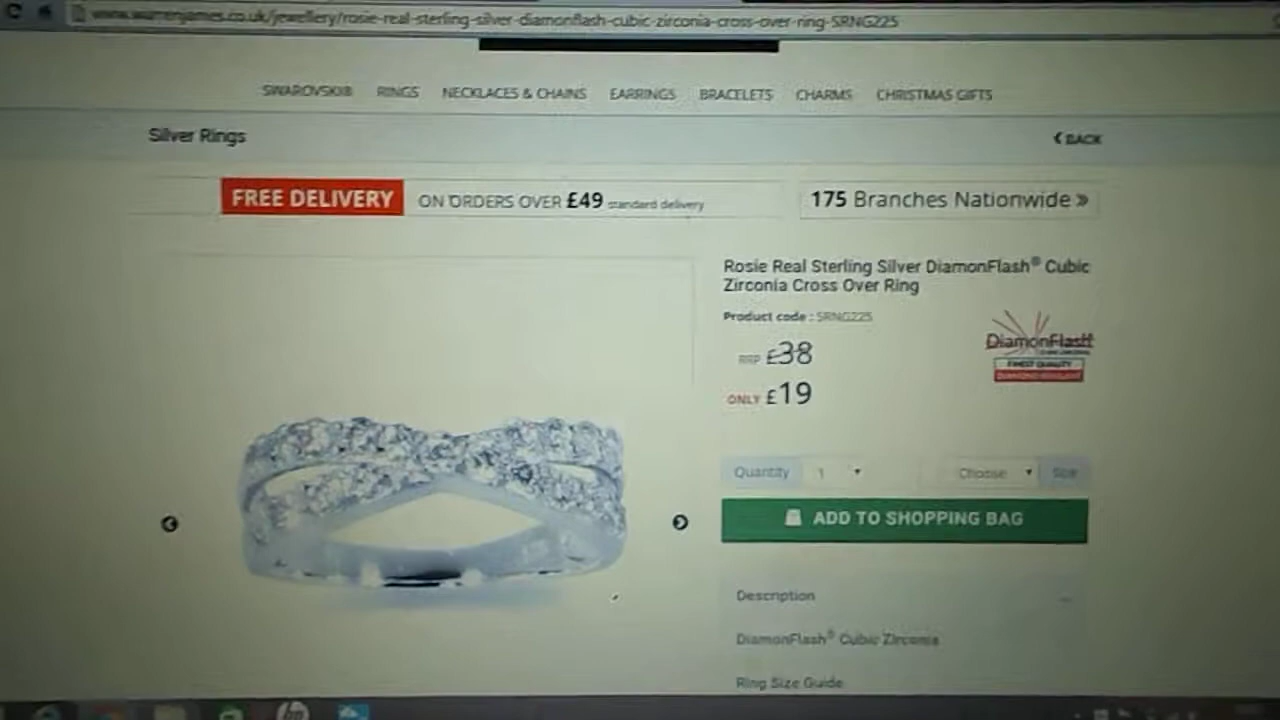 www.warrenjames.co.uk/jewellery/rosie-real-sterling-silver-diamonflash-cubic-zirconia-cross-over-ring-SRNG225
SWAROVSKI® RINGS NECKLACES & CHAINS EARRINGS BRACELETS CHARMS CHRISTMAS GIFTS
Silver Rings
BACK
FREE DELIVERY ON ORDERS OVER £49 standard delivery
175 Branches Nationwide »
Rosie Real Sterling Silver DiamonFlash® Cubic
Zirconia Cross Over Ring
Product code : SRNG225
RRP £38
ONLY £19
DiamonFlash
FINEST QUALITY
Quantity 1 Choose Size
ADD TO SHOPPING BAG
Description
DiamonFlash® Cubic Zirconia
Ring Size Guide
hp